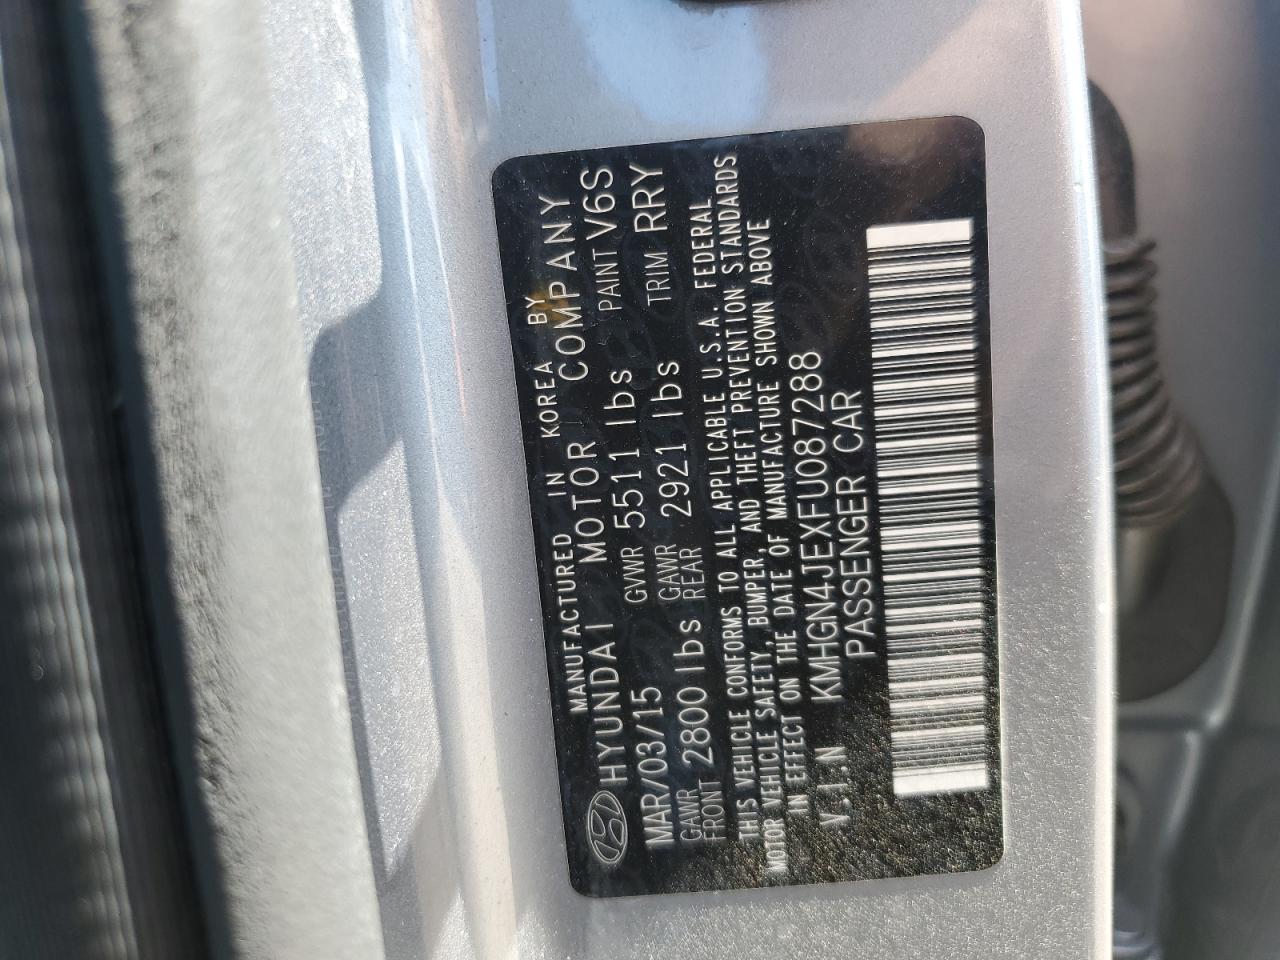 MANUFACTURED IN KOREA BY
HYUNDAI MOTOR COMPANY
MAR/03/15 GVWR 5511 lbs PAINT V6S
GAWR FRONT 2800 lbs GAWR REAR 2921 lbs TRIM RRY
THIS VEHICLE CONFORMS TO ALL APPLICABLE U.S.A. FEDERAL
MOTOR VEHICLE SAFETY, BUMPER, AND THEFT PREVENTION STANDARDS
IN EFFECT ON THE DATE OF MANUFACTURE SHOWN ABOVE
V.I.N KMHGN4JEXFU087288
PASSENGER CAR